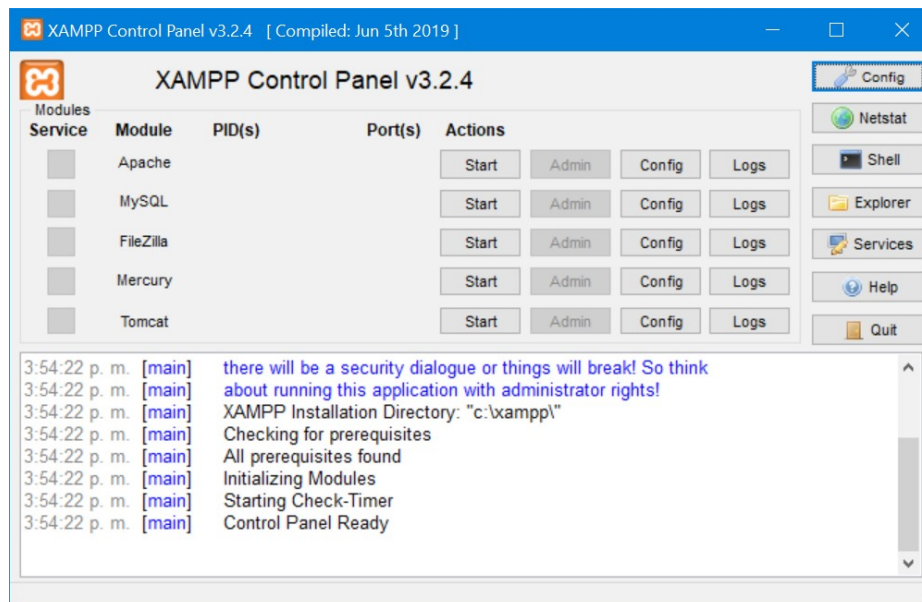 XAMPP Control Panel v3.2.4 [ Compiled: Jun 5th 2019 ]
XAMPP Control Panel v3.2.4
Config
Modules
Service Module PID(s) Port(s) Actions
Netstat
Apache Start Admin Config Logs
Shell
MySQL Start Admin Config Logs
Explorer
FileZilla Start Admin Config Logs
Services
Mercury Start Admin Config Logs
Help
Tomcat Start Admin Config Logs
Quit
3:54:22 p. m. [main] there will be a security dialogue or things will break! So think
3:54:22 p. m. [main] about running this application with administrator rights!
3:54:22 p. m. [main] XAMPP Installation Directory: "c:\xampp\"
3:54:22 p. m. [main] Checking for prerequisites
3:54:22 p. m. [main] All prerequisites found
3:54:22 p. m. [main] Initializing Modules
3:54:22 p. m. [main] Starting Check-Timer
3:54:22 p. m. [main] Control Panel Ready